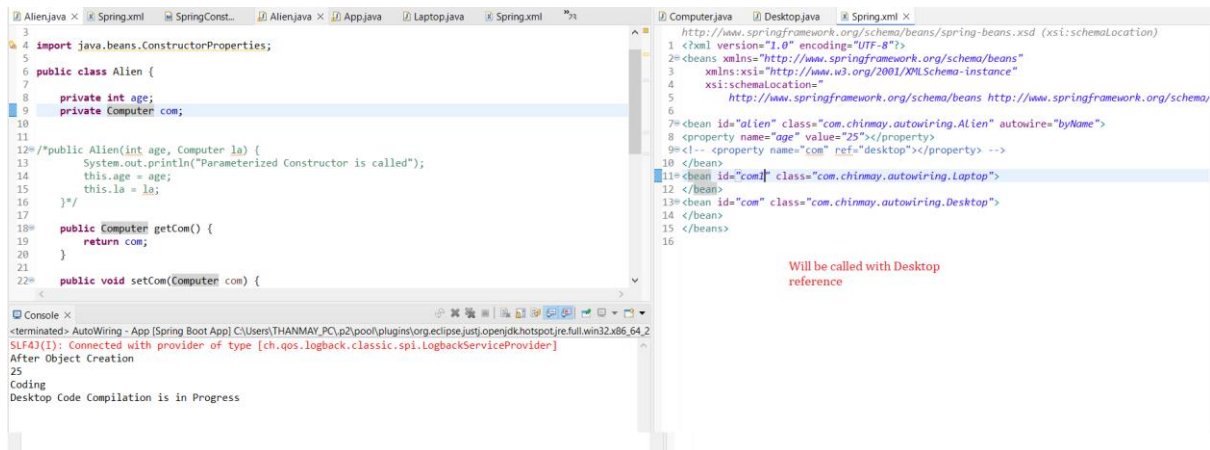 Alien.java × Spring.xml SpringConst... Alien.java × App.java Laptop.java Spring.xml »23
3
4 import java.beans.ConstructorProperties;
5
6 public class Alien {
7
8 private int age;
9 private Computer com;
10
11
12 /*public Alien(int age, Computer la) {
13 System.out.println("Parameterized Constructor is called");
14 this.age = age;
15 this.la = la;
16 }*/
17
18 public Computer getCom() {
19 return com;
20 }
21
22 public void setCom(Computer com) {
Console ×
<terminated> AutoWiring - App [Spring Boot App] C:\Users\THANMAY_PC\.p2\pool\plugins\org.eclipse.justj.openjdk.hotspot.jre.full.win32.x86_64_2
SLF4J(I): Connected with provider of type [ch.qos.logback.classic.spi.LogbackServiceProvider]
After Object Creation
25
Coding
Desktop Code Compilation is in Progress
Computer.java Desktop.java Spring.xml ×
http://www.springframework.org/schema/beans/spring-beans.xsd (xsi:schemaLocation)
1 <?xml version="1.0" encoding="UTF-8"?>
2 <beans xmlns="http://www.springframework.org/schema/beans"
3 xmlns:xsi="http://www.w3.org/2001/XMLSchema-instance"
4 xsi:schemaLocation="
5 http://www.springframework.org/schema/beans http://www.springframework.org/schema/
6
7 <bean id="alien" class="com.chinmay.autowiring.Alien" autowire="byName">
8 <property name="age" value="25"></property>
9 <!-- <property name="com" ref="desktop"></property> -->
10 </bean>
11 <bean id="com1" class="com.chinmay.autowiring.Laptop">
12 </bean>
13 <bean id="com" class="com.chinmay.autowiring.Desktop">
14 </bean>
15 </beans>
16
Will be called with Desktop
reference